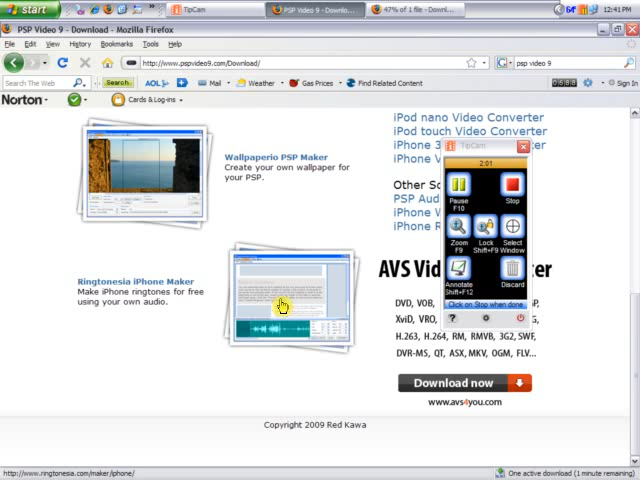 start
TipCam
PSP Video 9 - Downlo...
47% of 1 file - Downl...
64°
12:41 PM
PSP Video 9 - Download - Mozilla Firefox
File Edit View History Bookmarks Tools Help
http://www.pspvideo9.com/Download/
psp video 9
Search The Web
Search
AOL
Mail
Weather
Gas Prices
Find Related Content
Sign In
Norton
Cards & Log-ins
iPod nano Video Converter
iPod touch Video Converter
iPhone 3
erter
iPhone V
Wallpaperio PSP Maker
Create your own wallpaper for
your PSP.
Other So
PSP Aud
iPhone W
iPhone R
TipCam
2:01
Pause
F10
Stop
Zoom
F9
Lock
Shift+F9
Select
Window
Annotate
Shift+F12
Discard
Click on Stop when done
Ringtonesia iPhone Maker
Make iPhone ringtones for free
using your own audio.
AVS Vid
ter
DVD, VOB,
P,
XviD, VRO,
G,
H.263, H.264, RM, RMVB, 3G2, SWF,
DVR-MS, QT, ASX, MKV, OGM, FLV...
Download now
www.avs4you.com
Copyright 2009 Red Kawa
http://www.ringtonesia.com/maker/iphone/
One active download (1 minute remaining)